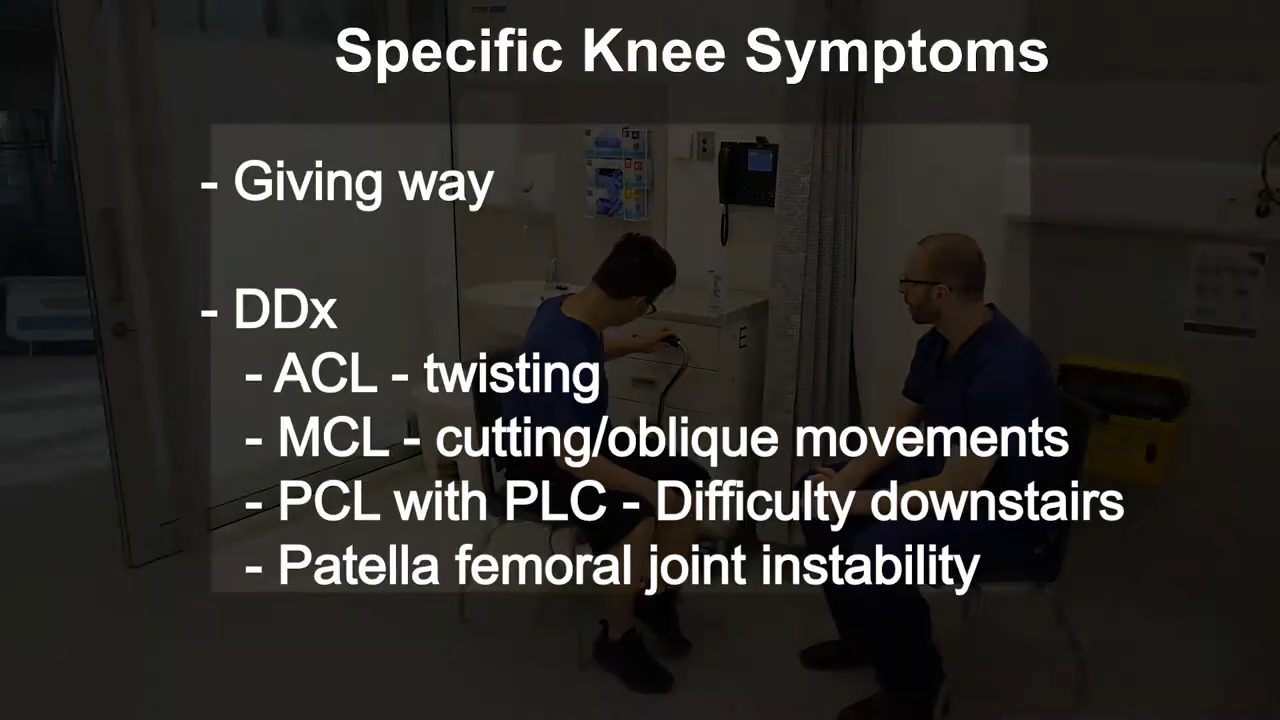 Specific Knee Symptoms
- Giving way
- DDx
- ACL - twisting
- MCL - cutting/oblique movements
- PCL with PLC - Difficulty downstairs
- Patella femoral joint instability